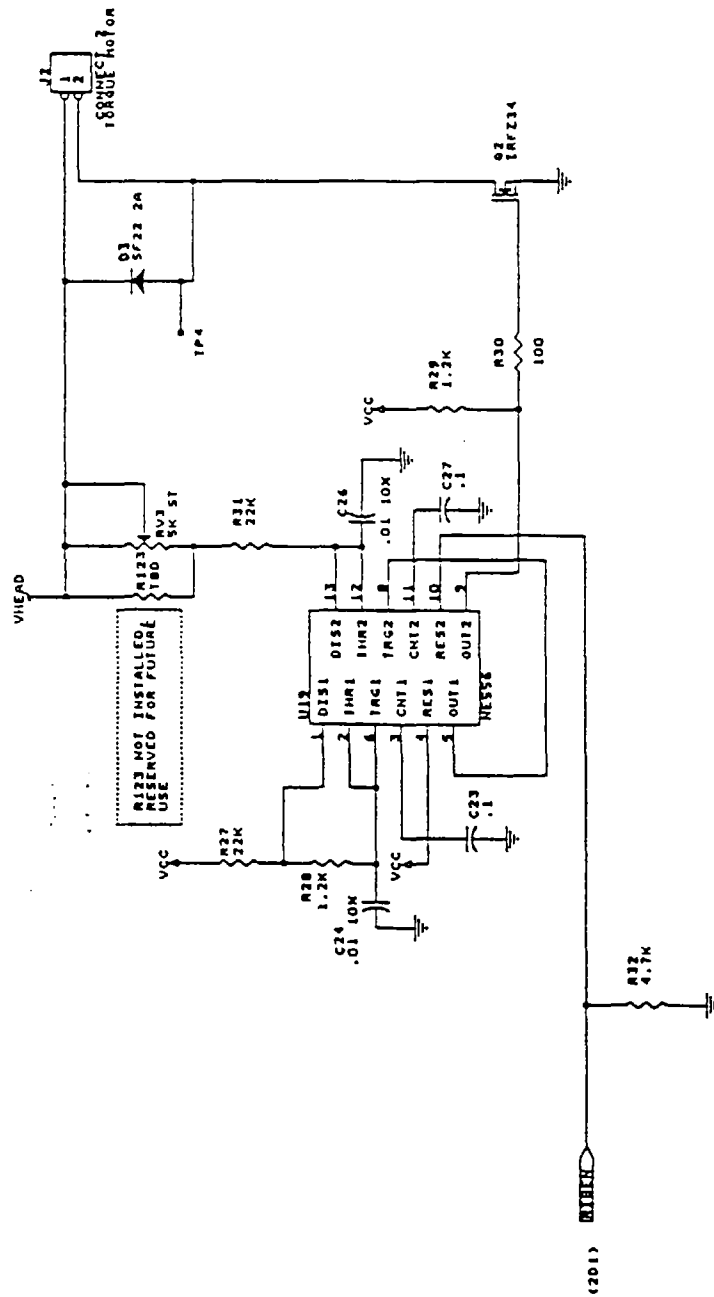 J2
1
2
CONNECT 2
TORQUE MOTOR
D3
SF22 2A
TP4
Q2
IRFZ34
R30
100
VCC
R29
1.2K
VHEAD
RV3
5K ST
R123
TBD
R31
22K
C26
.01 10%
C27
.1
R123 NOT INSTALLED,
RESERVED FOR FUTURE
USE
U19
1 DIS1 DIS2 13
2 THR1 THR2 12
6 TRG1 TRG2 8
3 CNT1 CNT2 11
4 RES1 RES2 10
5 OUT1 OUT2 9
NE556
VCC
R27
22K
R28
1.2K
C24
.01 10%
VCC
C23
.1
R32
4.7K
(2D1)